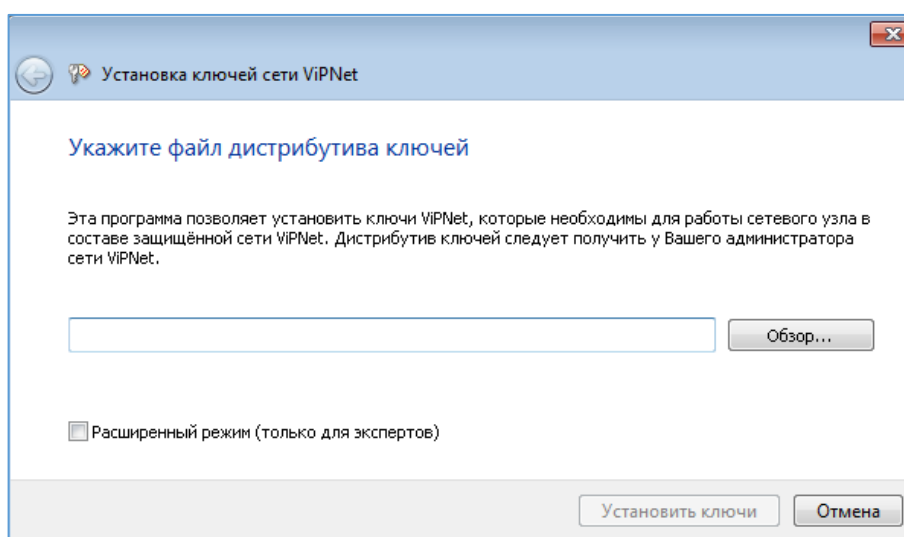 Установка ключей сети ViPNet
Укажите файл дистрибутива ключей
Эта программа позволяет установить ключи ViPNet, которые необходимы для работы сетевого узла в
составе защищённой сети ViPNet. Дистрибутив ключей следует получить у Вашего администратора
сети ViPNet.
Обзор...
Расширенный режим (только для экспертов)
Установить ключи
Отмена